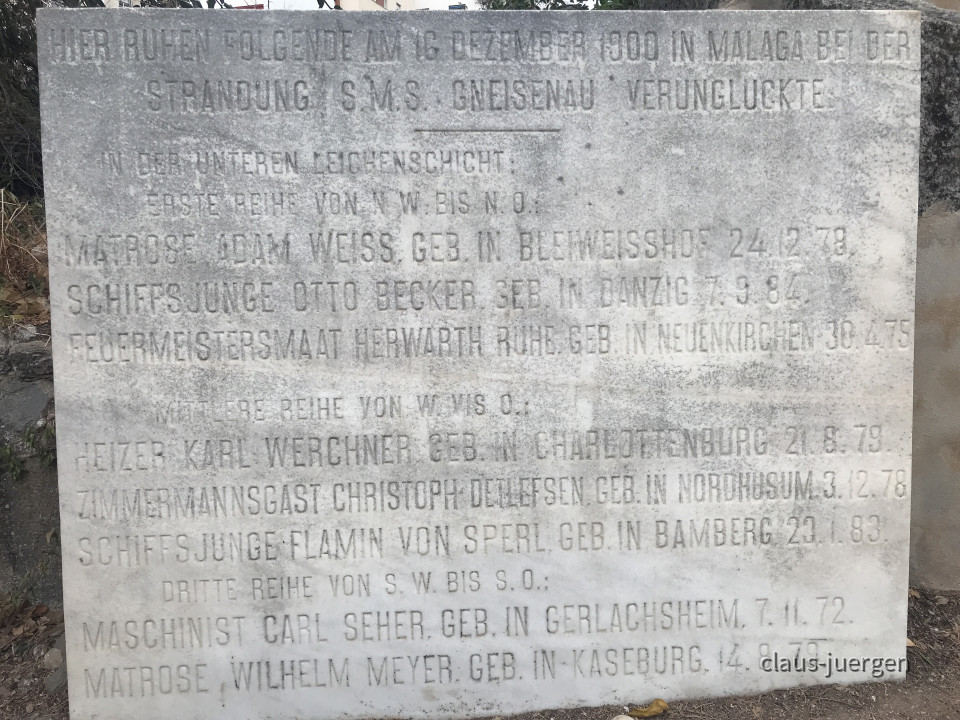 HIER RUHEN FOLGENDE AM 16 DEZEMBER 1900 IN MALAGA BEI DER
STRANDUNG S.M.S. GNEISENAU VERUNGLUCKTE.
IN DER UNTEREN LEICHENSCHICHT:
ERSTE REIHE VON N.W. BIS N.O.:
MATROSE ADAM WEISS. GEB. IN BLEIWEISSHOF 24.12.79.
SCHIFFSJUNGE OTTO BECKER. GEB. IN DANZIG 7.9.84.
FEUERMEISTERSMAAT HERWARTH RUHE. GEB. IN NEUENKIRCHEN 30.4.75
MITTLERE REIHE VON W. VIS O.:
HEIZER KARL WERCHNER. GEB. IN CHARLOTTENBURG 21.8.79.
ZIMMERMANNSGAST CHRISTOPH DETLEFSEN. GEB. IN NORDHUSUM. 3.12.78
SCHIFFSJUNGE FLAMIN VON SPERL. GEB. IN BAMBERG 23.1.83.
DRITTE REIHE VON S.W. BIS S.O.:
MASCHINIST CARL SEHER. GEB. IN GERLACHSHEIM, 7.11.72.
MATROSE WILHELM MEYER. GEB. IN KASEBURG.
claus-juergen